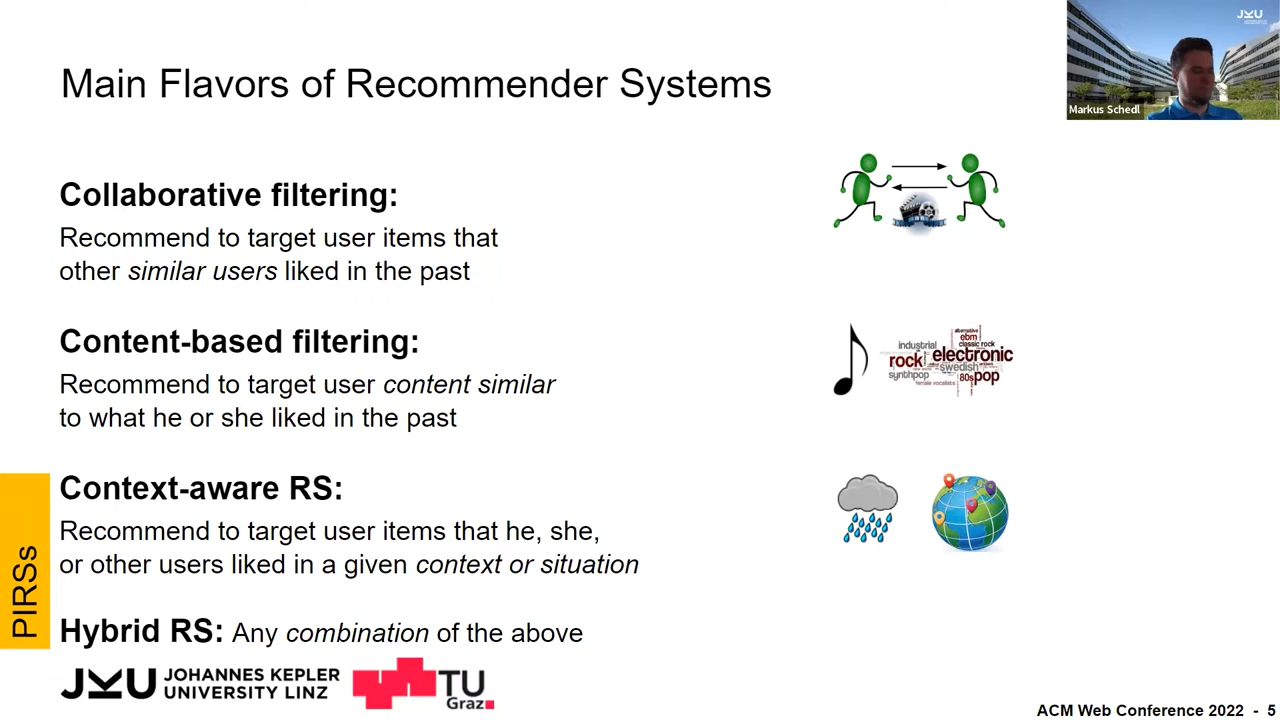 JKU
Markus Schedl
Main Flavors of Recommender Systems
Collaborative filtering:
Recommend to target user items that
other similar users liked in the past
Content-based filtering:
Recommend to target user content similar
to what he or she liked in the past
alternative
ebm
industrial
classic rock
rock
electronic
swedish
synthpop
80s
pop
female vocalists
PIRSs
Context-aware RS:
Recommend to target user items that he, she,
or other users liked in a given context or situation
Hybrid RS: Any combination of the above
JKU JOHANNES KEPLER
UNIVERSITY LINZ
TU
Graz
ACM Web Conference 2022 - 5